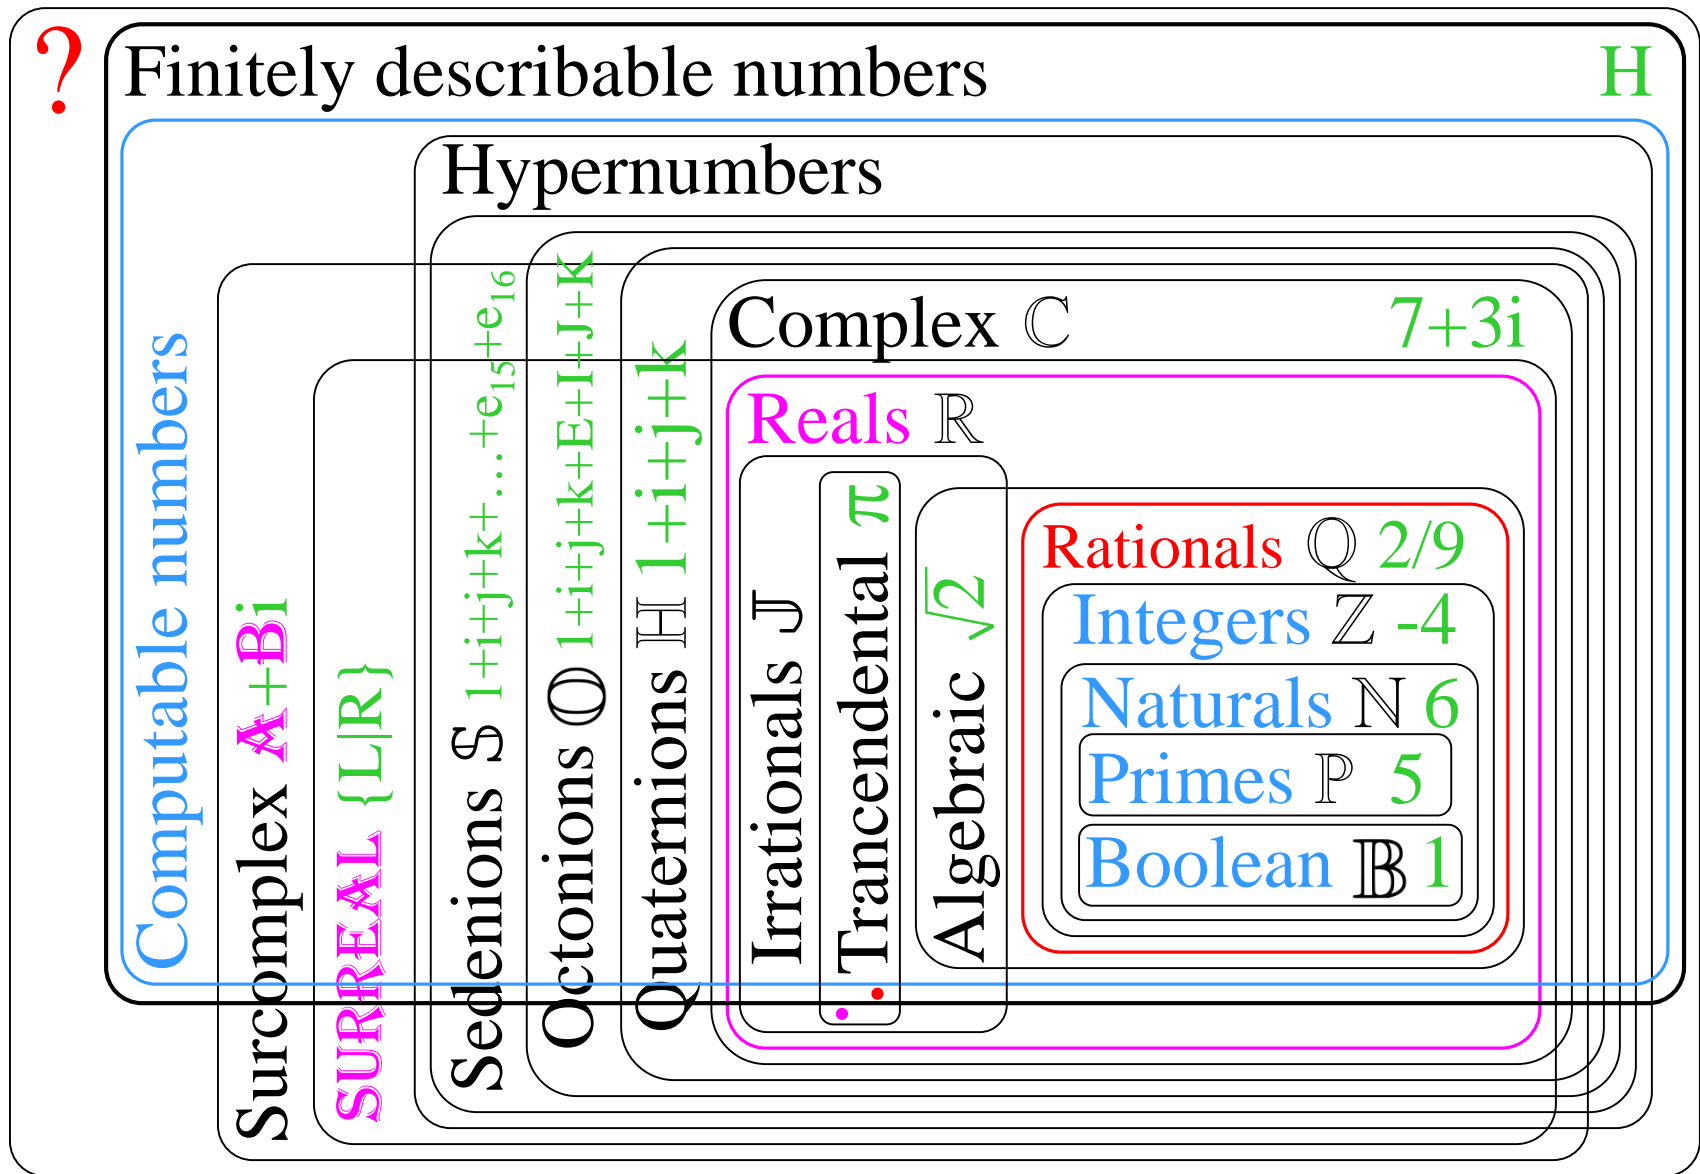 ?
Finitely describable numbers H
Hypernumbers
Computable numbers
Surcomplex A+Bi
SURREAL {L|R}
Sedenions 𝕊 1+i+j+k+...+e₁₅+e₁₆
Octonions 𝕆 1+i+j+k+E+I+J+K
Quaternions ℍ 1+i+j+k
Complex ℂ 7+3i
Reals ℝ
Irrationals 𝕁
Trancendental π
Algebraic √2
Rationals ℚ 2/9
Integers ℤ -4
Naturals ℕ 6
Primes ℙ 5
Boolean 𝔹 1